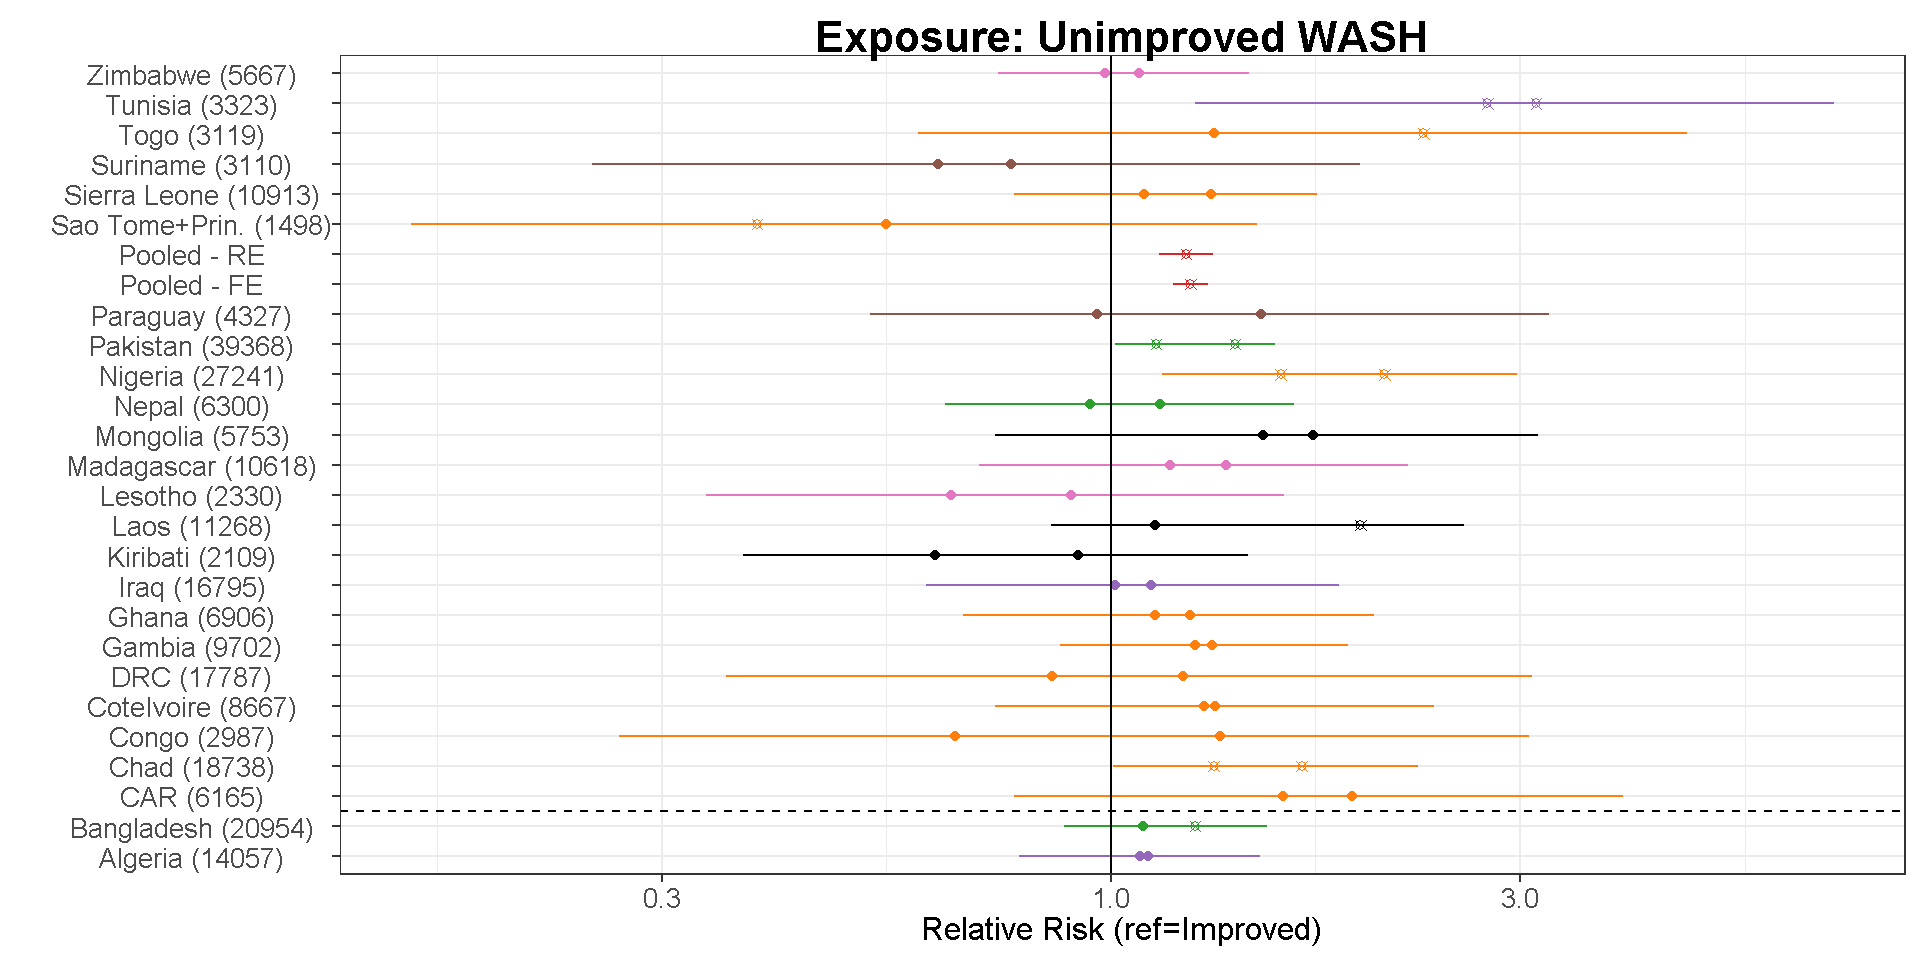 Exposure: Unimproved WASH
Zimbabwe (5667)
Tunisia (3323)
Togo (3119)
Suriname (3110)
Sierra Leone (10913)
Sao Tome+Prin. (1498)
Pooled - RE
Pooled - FE
Paraguay (4327)
Pakistan (39368)
Nigeria (27241)
Nepal (6300)
Mongolia (5753)
Madagascar (10618)
Lesotho (2330)
Laos (11268)
Kiribati (2109)
Iraq (16795)
Ghana (6906)
Gambia (9702)
DRC (17787)
CoteIvoire (8667)
Congo (2987)
Chad (18738)
CAR (6165)
Bangladesh (20954)
Algeria (14057)
0.3 1.0 3.0
Relative Risk (ref=Improved)